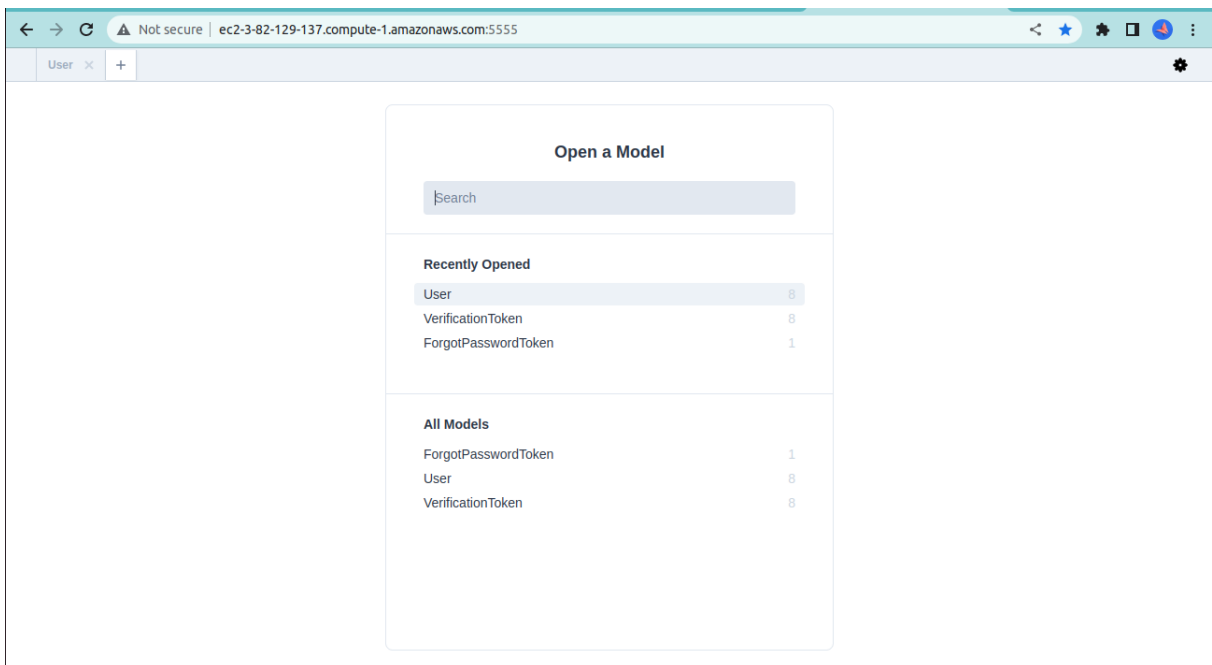 Not secure | ec2-3-82-129-137.compute-1.amazonaws.com:5555
User
Open a Model
Search
Recently Opened
User 8
VerificationToken 8
ForgotPasswordToken 1
All Models
ForgotPasswordToken 1
User 8
VerificationToken 8